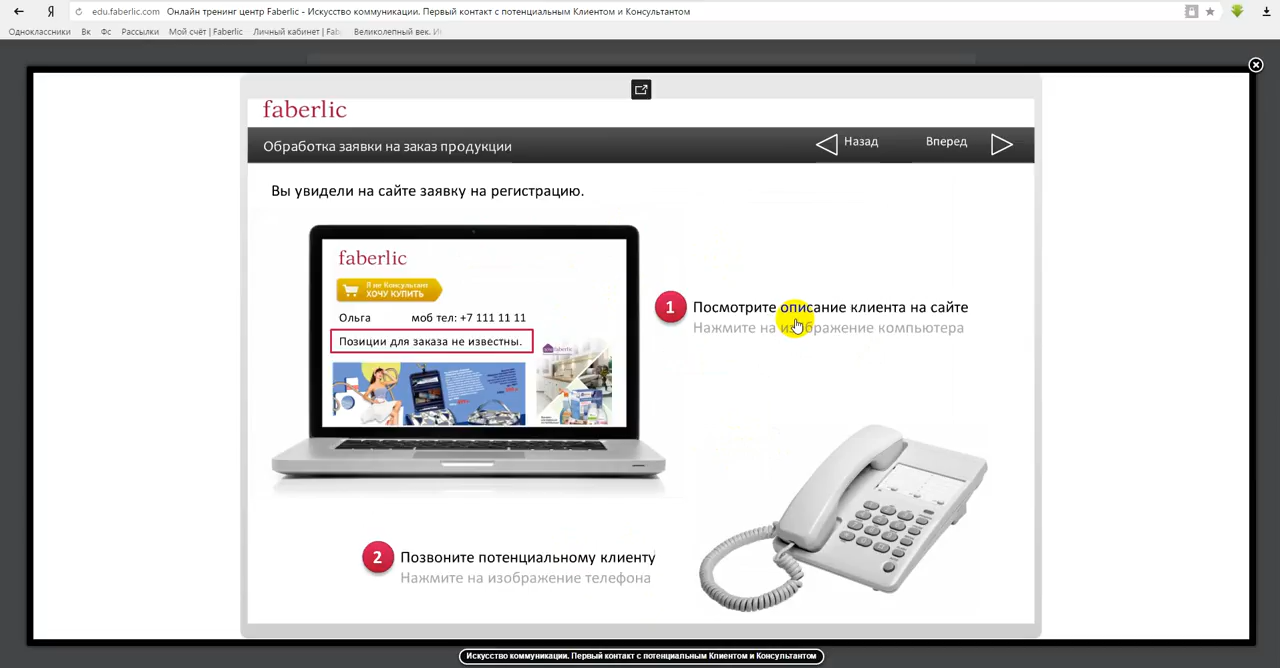 edu.faberlic.com Онлайн тренинг центр Faberlic - Искусство коммуникации. Первый контакт с потенциальным Клиентом и Консультантом
Одноклассники Вк Фс Рассылки Мой счёт | Faberlic Личный кабинет | Fab Великолепный век. И
faberlic
Обработка заявки на заказ продукции
Назад
Вперед
Вы увидели на сайте заявку на регистрацию.
faberlic
Я не Консультант
ХОЧУ КУПИТЬ
Ольга моб тел: +7 111 11 11
Позиции для заказа не известны.
1 Посмотрите описание клиента на сайте
Нажмите на изображение компьютера
2 Позвоните потенциальному клиенту
Нажмите на изображение телефона
Искусство коммуникации. Первый контакт с потенциальным Клиентом и Консультантом